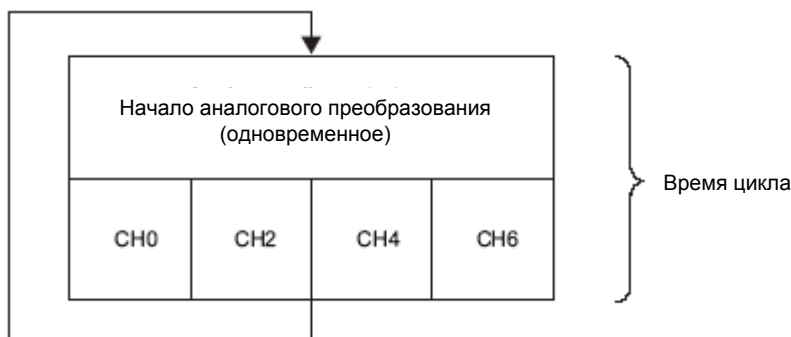 Начало аналогового преобразования
(одновременное)
Время цикла
CH0 CH2 CH4 CH6